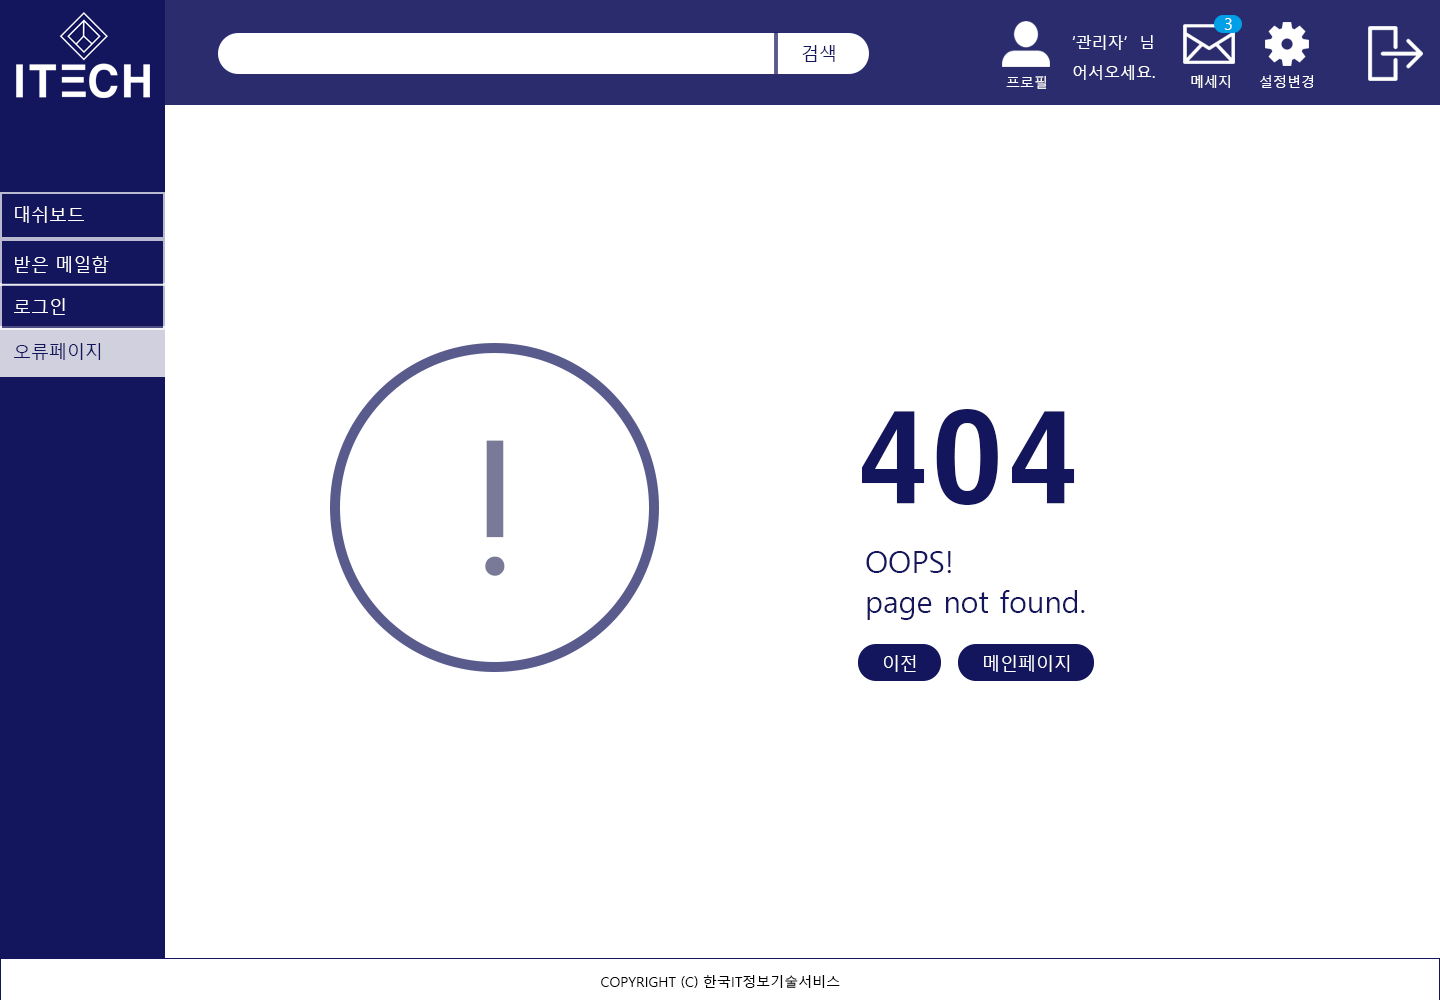 ITECH
검색
프로필
‘관리자’ 님
어서오세요.
3
메세지
설정변경
대쉬보드
받은 메일함
로그인
오류페이지
!
404
OOPS!
page not found.
이전
메인페이지
COPYRIGHT (C) 한국IT정보기술서비스